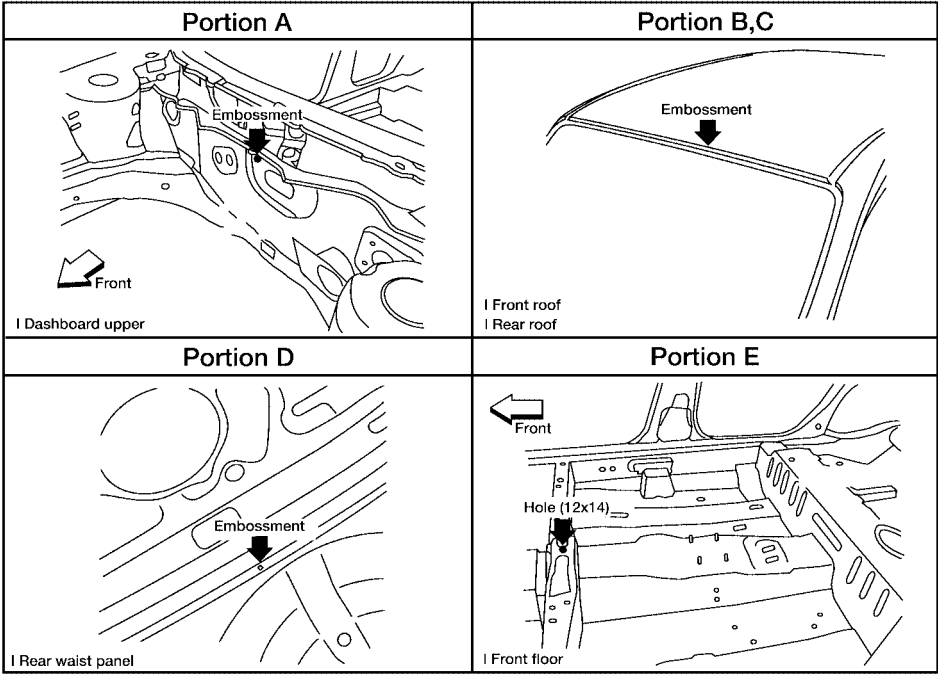 Portion A
Embossment
Front
l Dashboard upper
Portion B,C
Embossment
l Front roof
l Rear roof
Portion D
Embossment
l Rear waist panel
Portion E
Front
Hole (12x14)
l Front floor